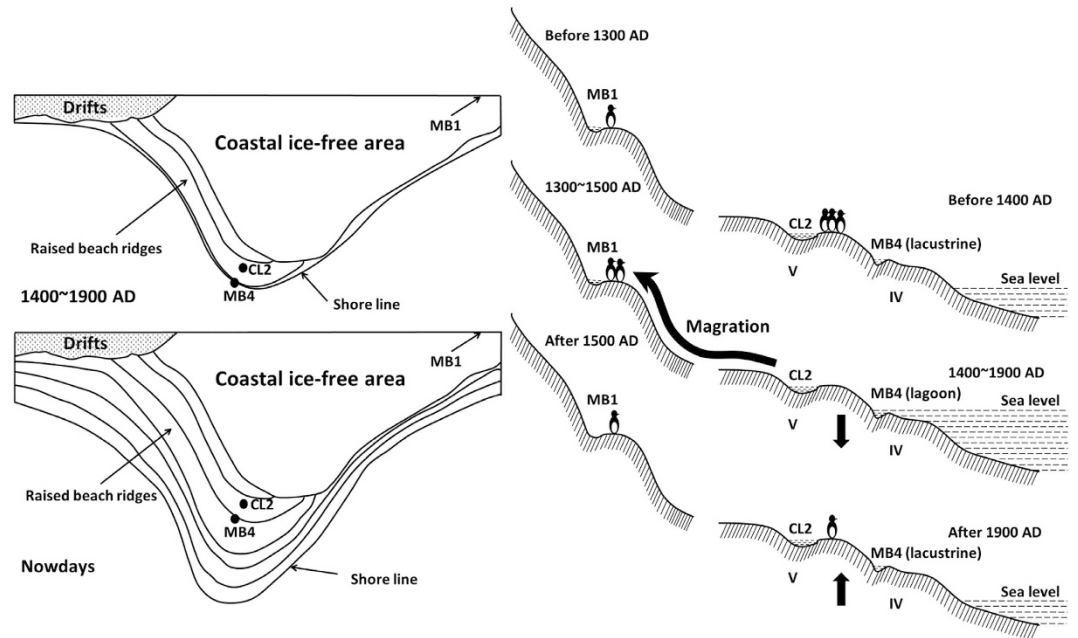 Drifts
MB1
Coastal ice-free area
Raised beach ridges
CL2
MB4
Shore line
1400~1900 AD
Drifts
MB1
Coastal ice-free area
Raised beach ridges
CL2
MB4
Shore line
Nowdays
Before 1300 AD
MB1
1300~1500 AD
MB1
Magration
After 1500 AD
MB1
Before 1400 AD
CL2
MB4 (lacustrine)
V
IV
Sea level
1400~1900 AD
CL2
MB4 (lagoon)
Sea level
V
IV
After 1900 AD
CL2
MB4 (lacustrine)
V
IV
Sea level